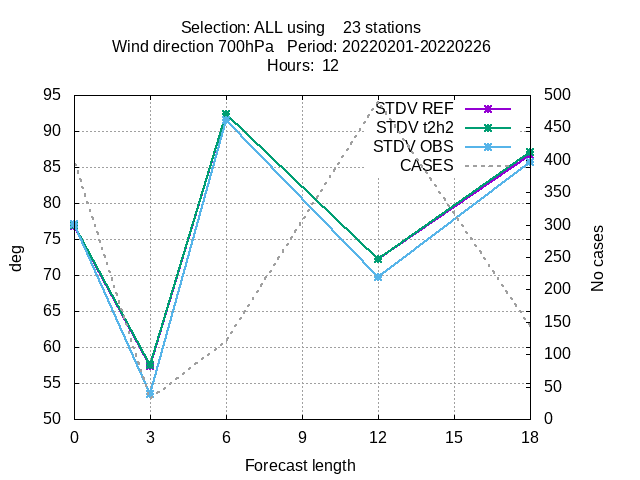 Selection: ALL using    23 stations
Wind direction 700hPa   Period: 20220201-20220226
Hours:  12
STDV REF
STDV t2h2
STDV OBS
CASES
95
90
85
80
75
70
65
60
55
50
500
450
400
350
300
250
200
150
100
50
0
deg
No cases
0 3 6 9 12 15 18
Forecast length